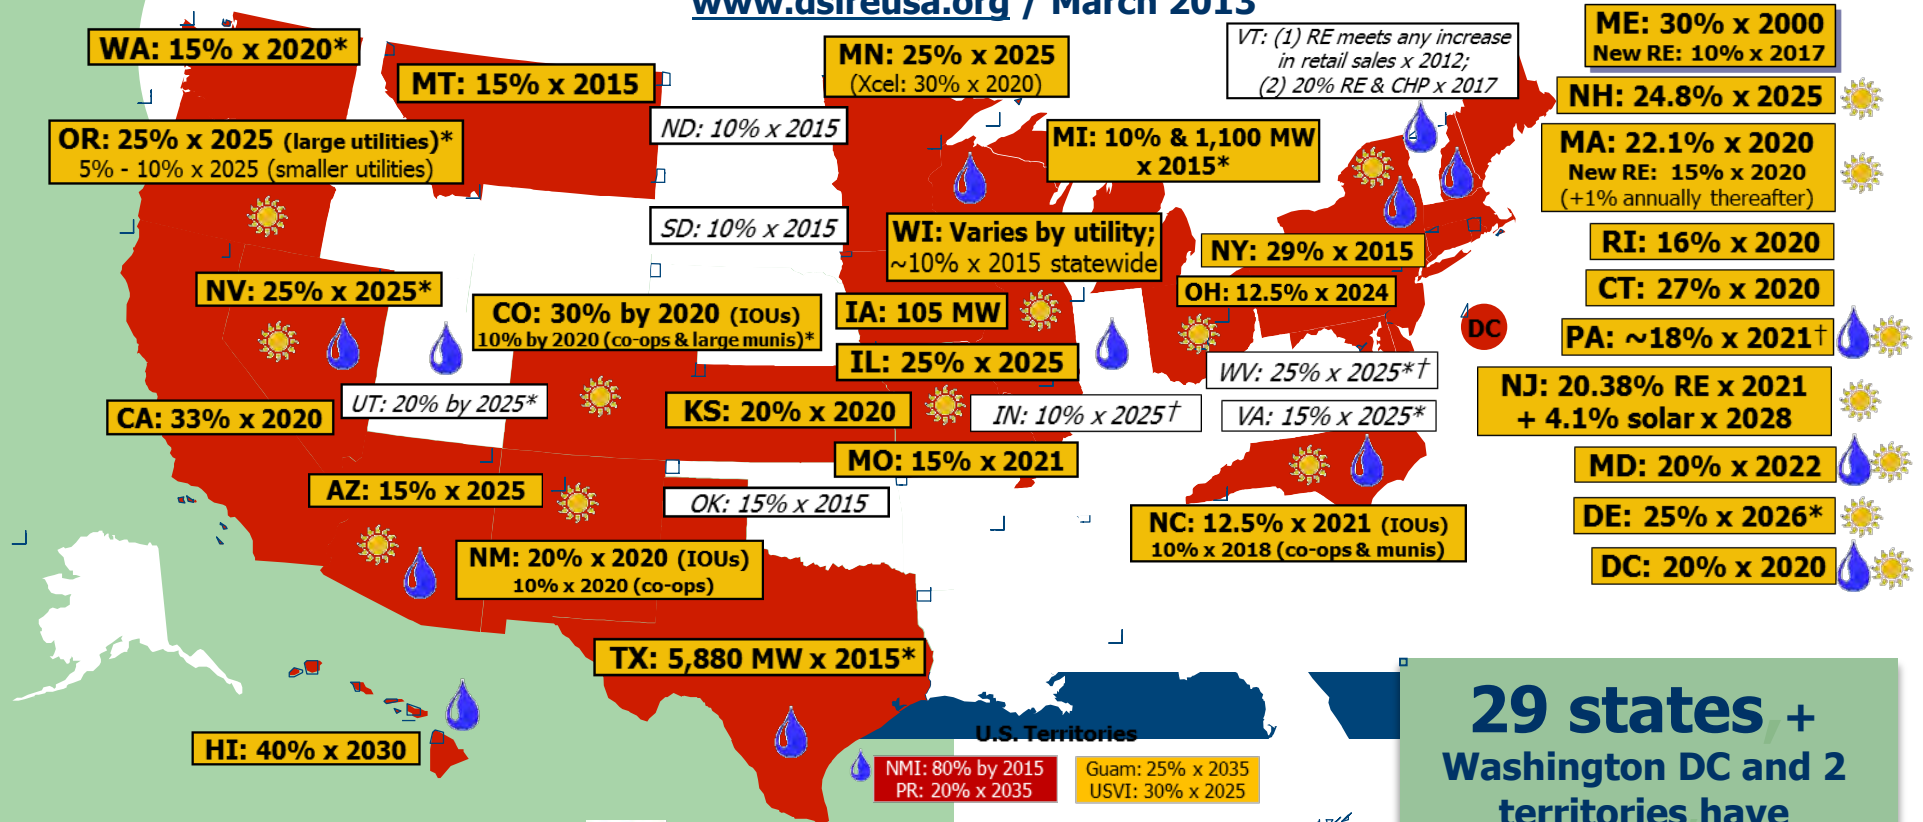 www.dsireusa.org / March 2013
WA: 15% x 2020*
MT: 15% x 2015
MN: 25% x 2025
(Xcel: 30% x 2020)
VT: (1) RE meets any increase
in retail sales x 2012;
(2) 20% RE & CHP x 2017
ME: 30% x 2000
New RE: 10% x 2017
NH: 24.8% x 2025
OR: 25% x 2025 (large utilities)*
5% - 10% x 2025 (smaller utilities)
ND: 10% x 2015
MI: 10% & 1,100 MW
x 2015*
MA: 22.1% x 2020
New RE: 15% x 2020
(+1% annually thereafter)
SD: 10% x 2015
WI: Varies by utility;
~10% x 2015 statewide
NY: 29% x 2015
RI: 16% x 2020
NV: 25% x 2025*
CO: 30% by 2020 (IOUs)
10% by 2020 (co-ops & large munis)*
IA: 105 MW
OH: 12.5% x 2024
CT: 27% x 2020
DC
PA: ~18% x 2021†
IL: 25% x 2025
WV: 25% x 2025*†
UT: 20% by 2025*
CA: 33% x 2020
KS: 20% x 2020
IN: 10% x 2025†
VA: 15% x 2025*
NJ: 20.38% RE x 2021
+ 4.1% solar x 2028
MO: 15% x 2021
MD: 20% x 2022
AZ: 15% x 2025
OK: 15% x 2015
NC: 12.5% x 2021 (IOUs)
10% x 2018 (co-ops & munis)
DE: 25% x 2026*
NM: 20% x 2020 (IOUs)
10% x 2020 (co-ops)
DC: 20% x 2020
TX: 5,880 MW x 2015*
HI: 40% x 2030
U.S. Territories
NMI: 80% by 2015
PR: 20% x 2035
Guam: 25% x 2035
USVI: 30% x 2025
29 states,+
Washington DC and 2
territories have